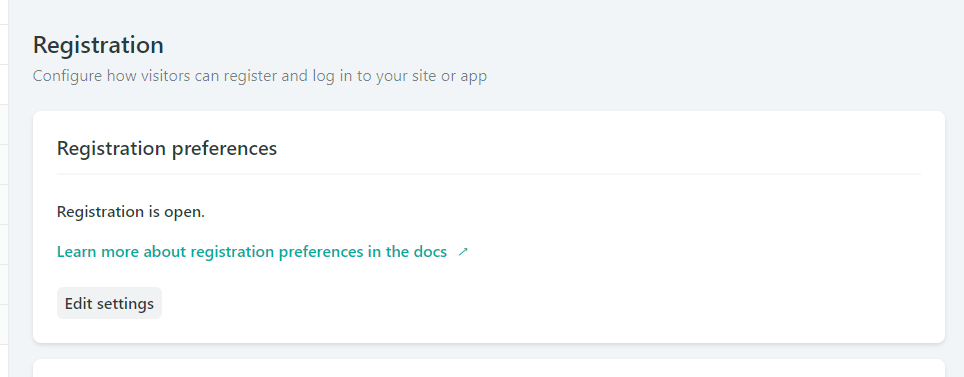 Registration
Configure how visitors can register and log in to your site or app
Registration preferences
Registration is open.
Learn more about registration preferences in the docs ↗
Edit settings